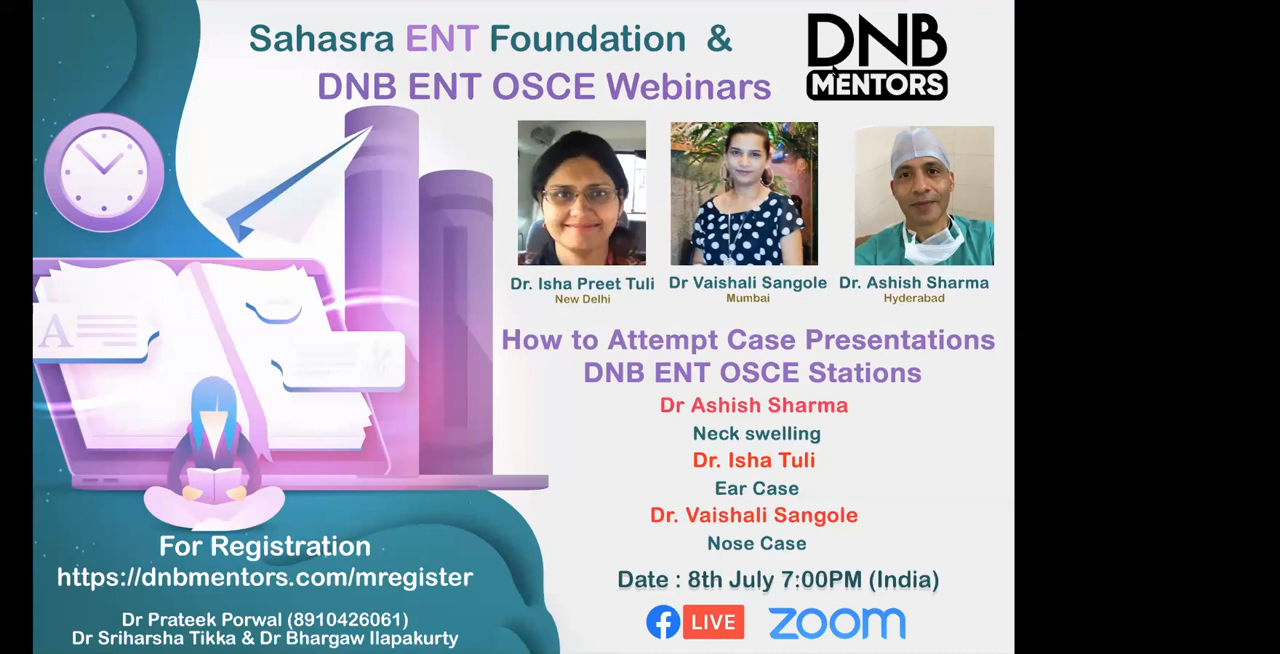 Sahasra ENT Foundation &
DNB ENT OSCE Webinars
DNB
MENTORS
Dr. Isha Preet Tuli
New Delhi
Dr Vaishali Sangole
Mumbai
Dr. Ashish Sharma
Hyderabad
How to Attempt Case Presentations
DNB ENT OSCE Stations
Dr Ashish Sharma
Neck swelling
Dr. Isha Tuli
Ear Case
Dr. Vaishali Sangole
Nose Case
Date : 8th July 7:00PM (India)
LIVE
zoom
A
For Registration
https://dnbmentors.com/mregister
Dr Prateek Porwal (8910426061)
Dr Sriharsha Tikka & Dr Bhargaw Ilapakurty